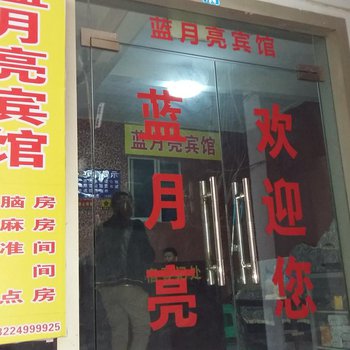 蓝月亮宾馆
脑房
麻房
准间
间
点房
3224999925
蓝月亮宾馆
蓝月亮
欢迎您
蓝月亮宾馆